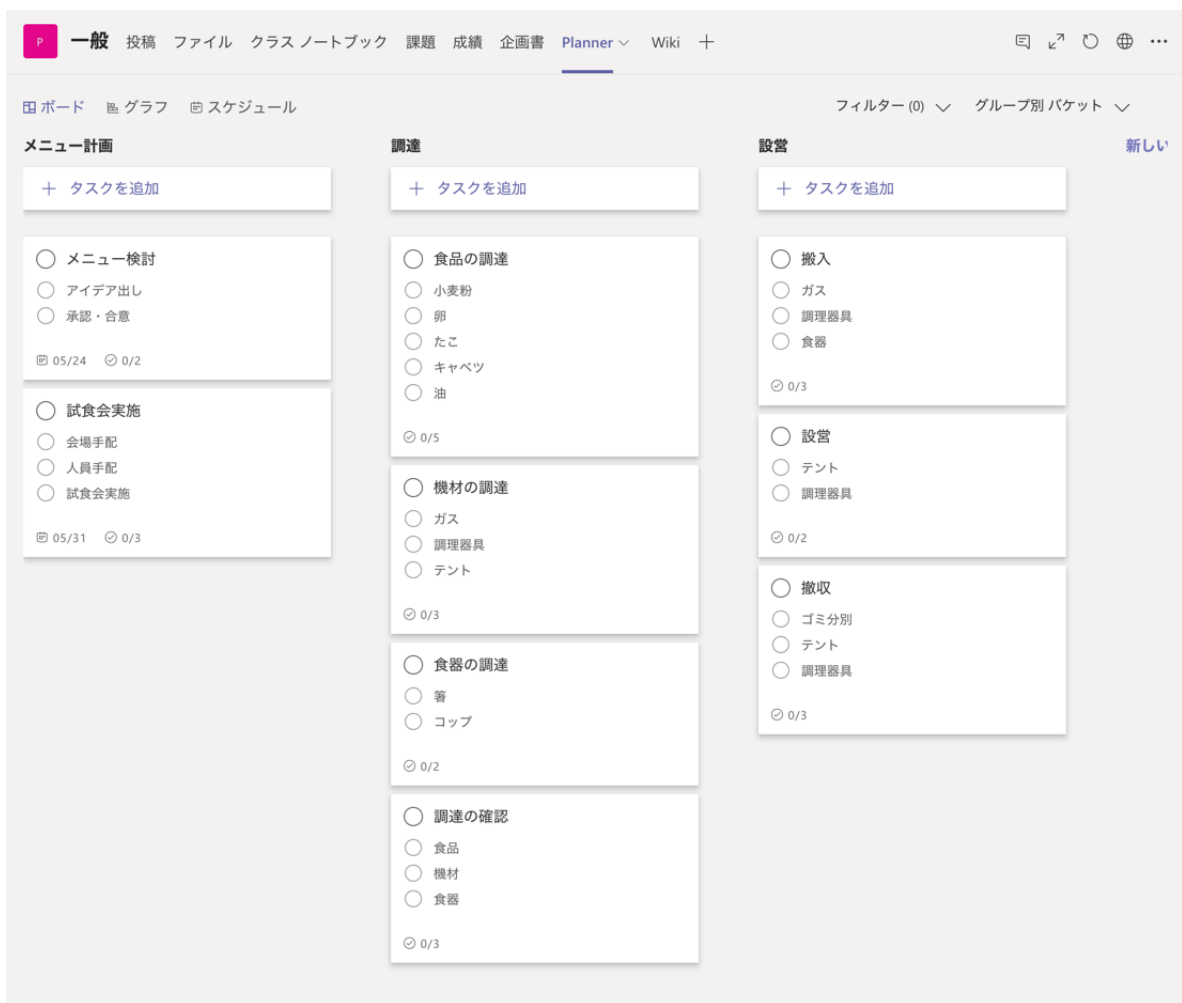 P 一般 投稿 ファイル クラス ノートブック 課題 成績 企画書 Planner Wiki
ボード グラフ スケジュール フィルター (0) グループ別 バケット
メニュー計画
タスクを追加
メニュー検討
アイデア出し
承認・合意
05/24 0/2
試食会実施
会場手配
人員手配
試食会実施
05/31 0/3
調達
タスクを追加
食品の調達
小麦粉
卵
たこ
キャベツ
油
0/5
機材の調達
ガス
調理器具
テント
0/3
食器の調達
箸
コップ
0/2
調達の確認
食品
機材
食器
0/3
設営
タスクを追加
搬入
ガス
調理器具
食器
0/3
設営
テント
調理器具
0/2
撤収
ゴミ分別
テント
調理器具
0/3
新しい